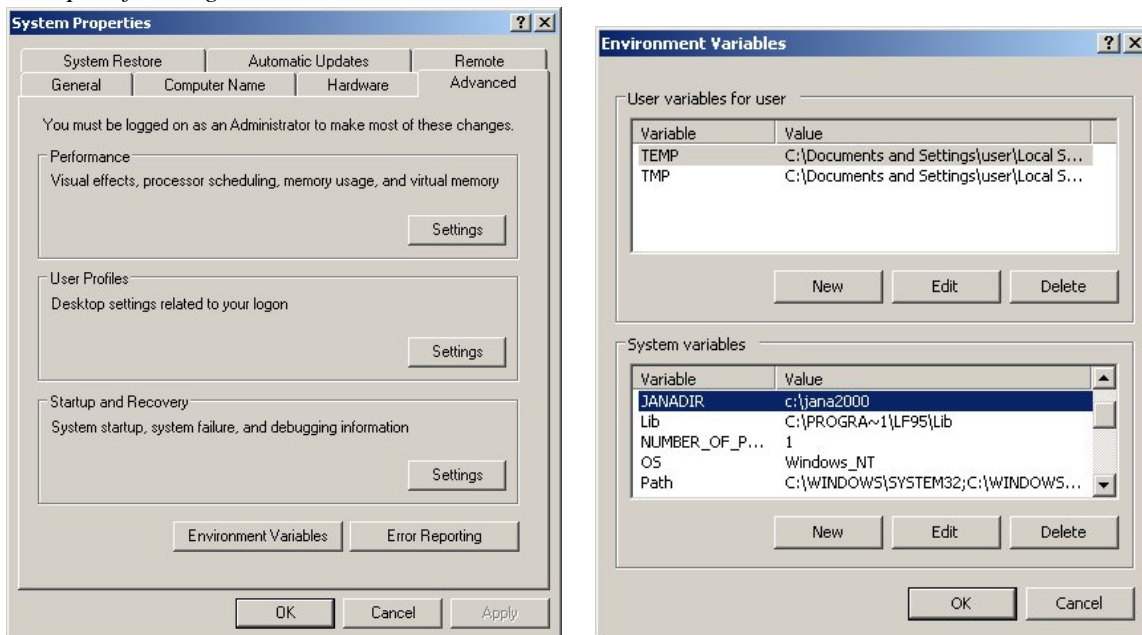 System Properties
System Restore
Automatic Updates
Remote
General
Computer Name
Hardware
Advanced
You must be logged on as an Administrator to make most of these changes.
Performance
Visual effects, processor scheduling, memory usage, and virtual memory
Settings
User Profiles
Desktop settings related to your logon
Settings
Startup and Recovery
System startup, system failure, and debugging information
Settings
Environment Variables
Error Reporting
OK
Cancel
Apply
Environment Variables
User variables for user
Variable Value
TEMP C:\Documents and Settings\user\Local S...
TMP C:\Documents and Settings\user\Local S...
New
Edit
Delete
System variables
Variable Value
JANADIR c:\jana2000
Lib C:\PROGRA~1\LF95\Lib
NUMBER_OF_P... 1
OS Windows_NT
Path C:\WINDOWS\SYSTEM32;C:\WINDOWS...
New
Edit
Delete
OK
Cancel